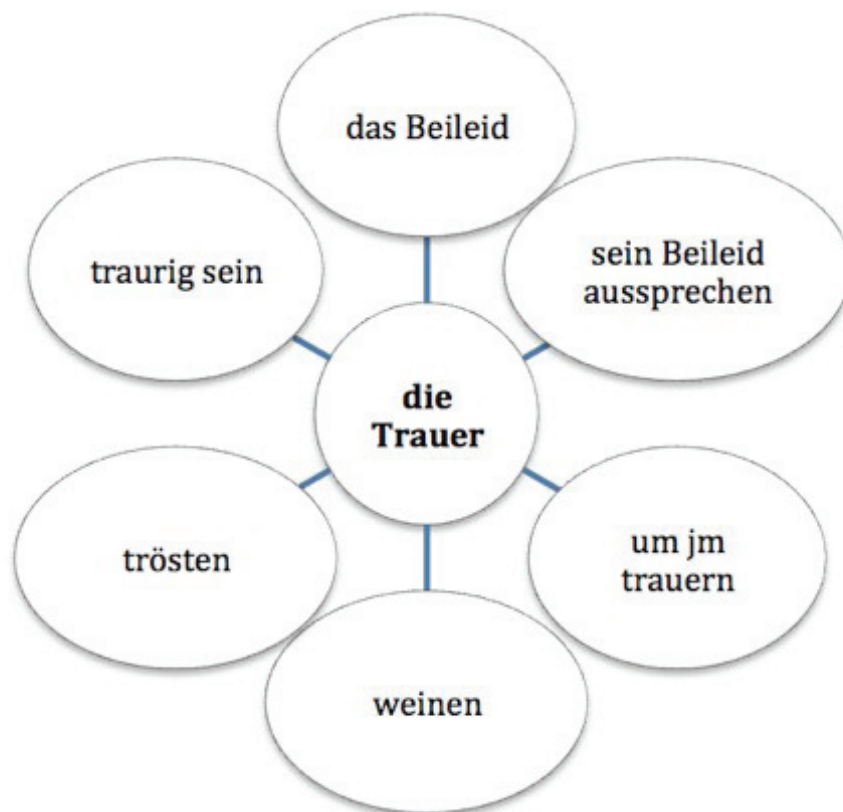 das Beileid
sein Beileid
aussprechen
traurig sein
die
Trauer
um jm
trauern
trösten
weinen